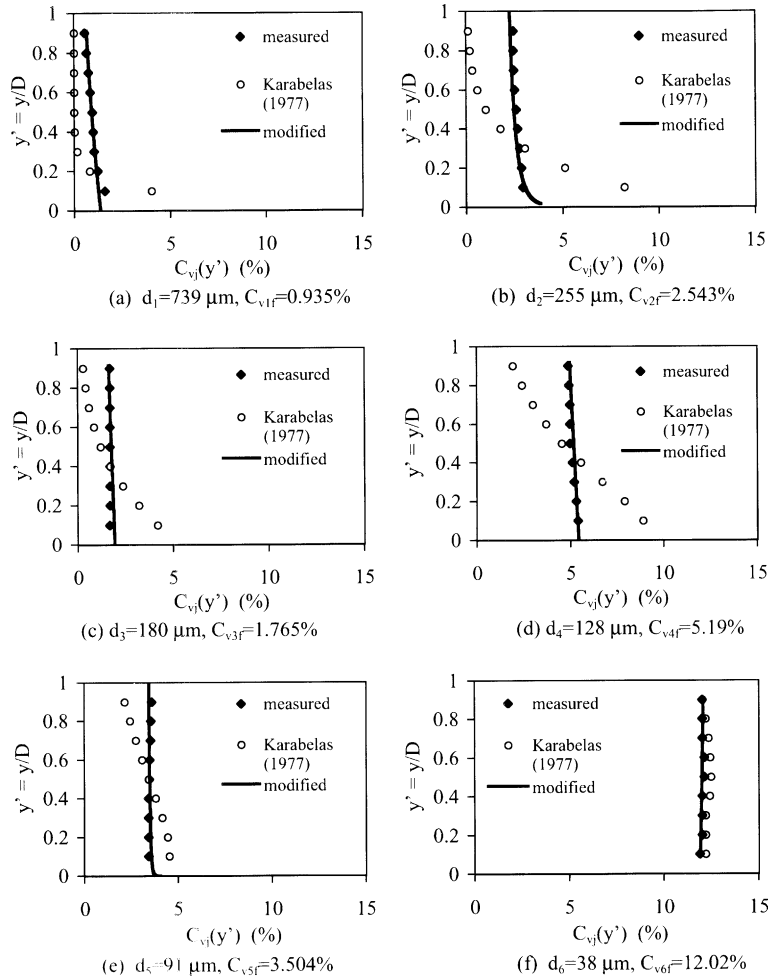 y' = y/D
1
0.8
0.6
0.4
0.2
0
0 5 10 15
measured
Karabelas
(1977)
modified
C_vj(y') (%)
(a) d₁=739 μm, C_v1f=0.935%
y' = y/D
1
0.8
0.6
0.4
0.2
0
0 5 10 15
measured
Karabelas
(1977)
modified
C_vj(y') (%)
(b) d₂=255 μm, C_v2f=2.543%
y' = y/D
1
0.8
0.6
0.4
0.2
0
0 5 10 15
measured
Karabelas
(1977)
modified
C_vj(y') (%)
(c) d₃=180 μm, C_v3f=1.765%
y' = y/D
1
0.8
0.6
0.4
0.2
0
0 5 10 15
measured
Karabelas
(1977)
modified
C_vj(y') (%)
(d) d₄=128 μm, C_v4f=5.19%
y' = y/D
1
0.8
0.6
0.4
0.2
0
0 5 10 15
measured
Karabelas
(1977)
modified
C_vj(y') (%)
(e) d₅=91 μm, C_v5f=3.504%
y' = y/D
1
0.8
0.6
0.4
0.2
0
0 5 10 15
measured
Karabelas
(1977)
modified
C_vj(y') (%)
(f) d₆=38 μm, C_v6f=12.02%